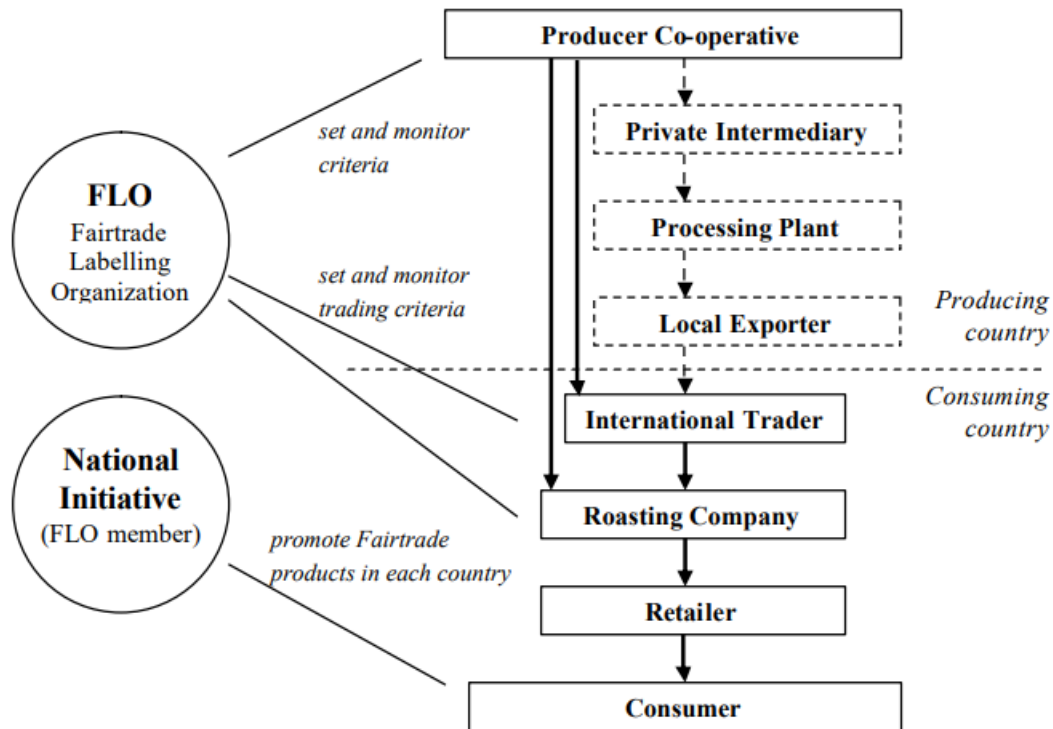 Producer Co-operative
set and monitor
criteria
Private Intermediary
FLO
Fairtrade
Labelling
Organization
Processing Plant
set and monitor
trading criteria
Local Exporter
Producing
country
Consuming
country
International Trader
National
Initiative
(FLO member)
Roasting Company
promote Fairtrade
products in each country
Retailer
Consumer